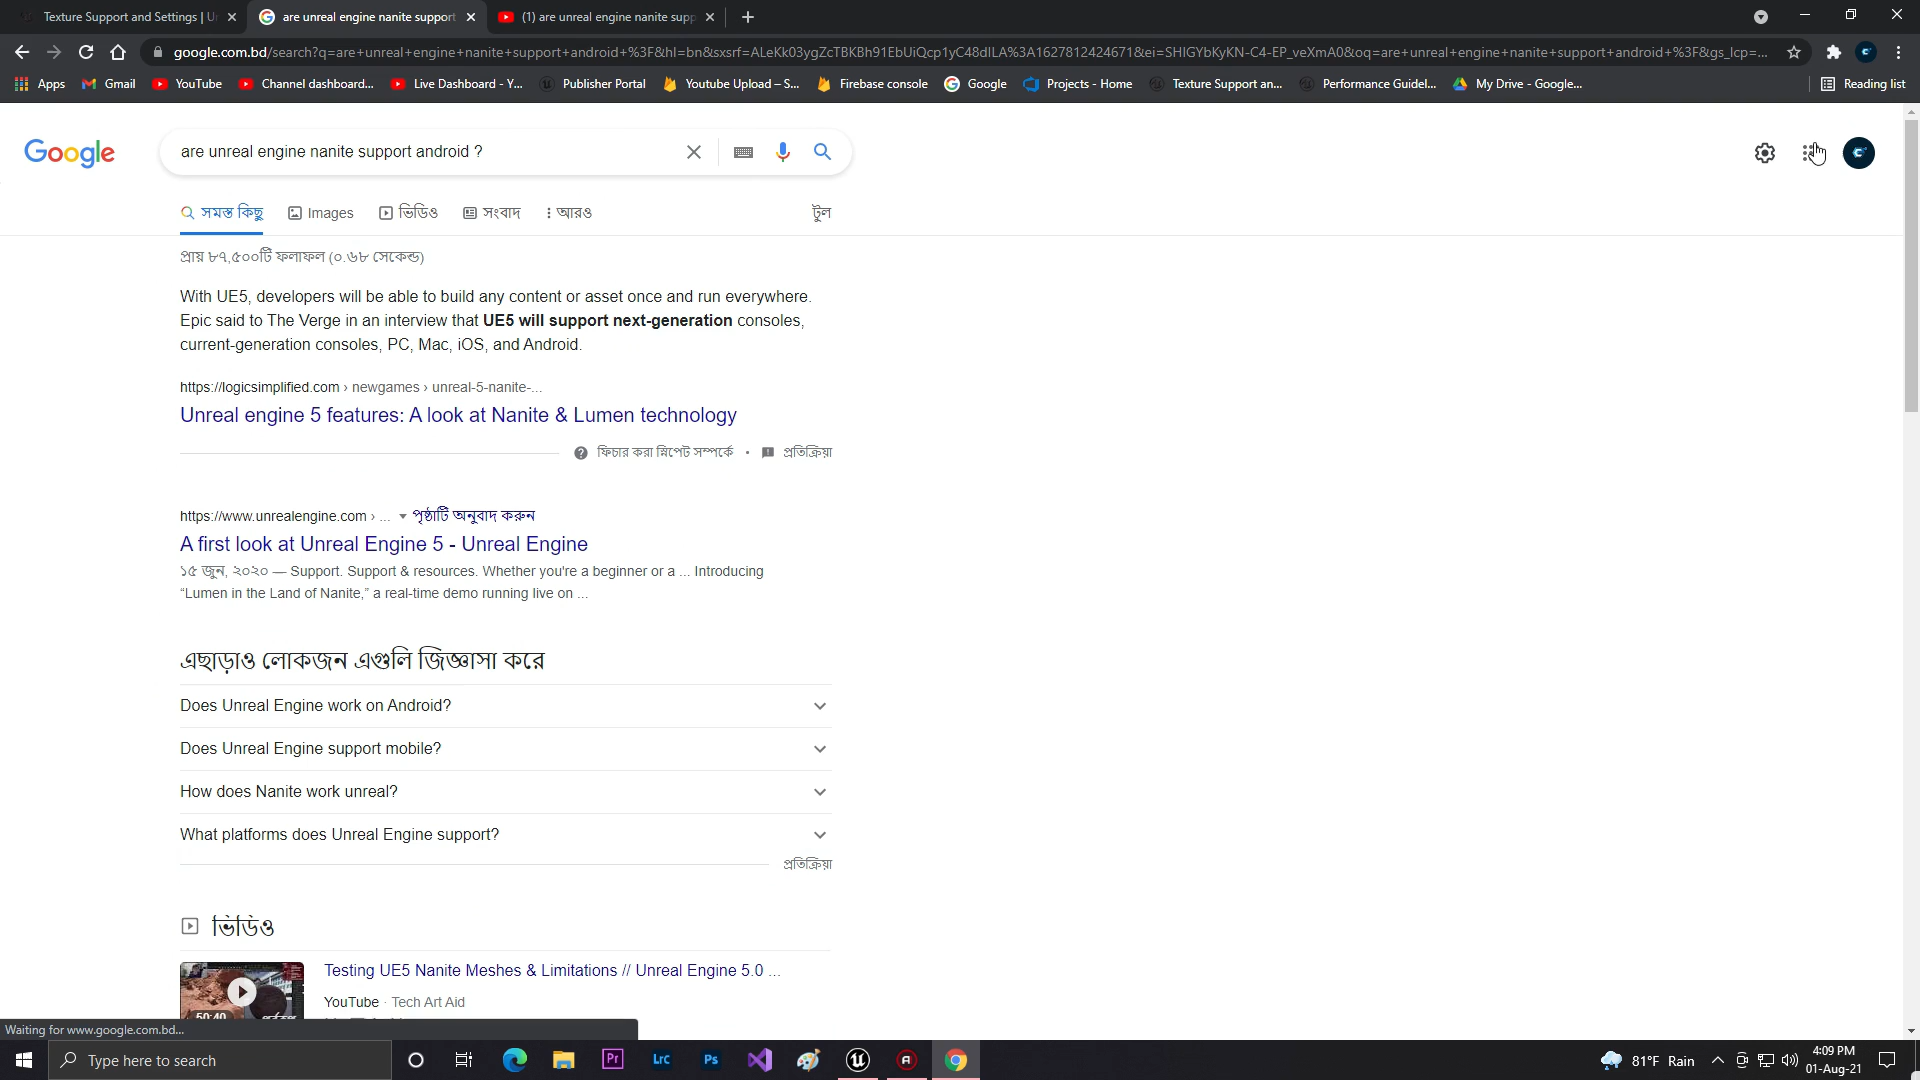 Texture Support and Settings | Un
are unreal engine nanite support
(1) are unreal engine nanite supp
google.com.bd/search?q=are+unreal+engine+nanite+support+android+%3F&hl=bn&sxsrf=ALeKk03ygZcTBKBh91EbUiQcp1yC48dILA%3A1627812424671&ei=SHIGYbKyKN-C4-EP_veXmA0&oq=are+unreal+engine+nanite+support+android+%3F&gs_lcp=...
Apps Gmail YouTube Channel dashboard... Live Dashboard - Y... Publisher Portal Youtube Upload – S... Firebase console Google Projects - Home Texture Support an... Performance Guidel... My Drive - Google... Reading list
Google
are unreal engine nanite support android ?
সমস্ত কিছু Images ভিডিও সংবাদ আরও টুল
প্রায় ৮৭,৫০০টি ফলাফল (০.৬৮ সেকেন্ড)
With UE5, developers will be able to build any content or asset once and run everywhere.
Epic said to The Verge in an interview that UE5 will support next-generation consoles,
current-generation consoles, PC, Mac, iOS, and Android.
https://logicsimplified.com › newgames › unreal-5-nanite-...
Unreal engine 5 features: A look at Nanite & Lumen technology
ফিচার করা স্নিপেট সম্পর্কে • প্রতিক্রিয়া
https://www.unrealengine.com › ... পৃষ্ঠাটি অনুবাদ করুন
A first look at Unreal Engine 5 - Unreal Engine
১৫ জুন, ২০২০ — Support. Support & resources. Whether you're a beginner or a ... Introducing
“Lumen in the Land of Nanite,” a real-time demo running live on ...
এছাড়াও লোকজন এগুলি জিজ্ঞাসা করে
Does Unreal Engine work on Android?
Does Unreal Engine support mobile?
How does Nanite work unreal?
What platforms does Unreal Engine support?
প্রতিক্রিয়া
ভিডিও
Testing UE5 Nanite Meshes & Limitations // Unreal Engine 5.0 ...
YouTube · Tech Art Aid
50:40
Waiting for www.google.com.bd...
Type here to search
Pr Lrc Ps
81°F Rain
4:09 PM
01-Aug-21